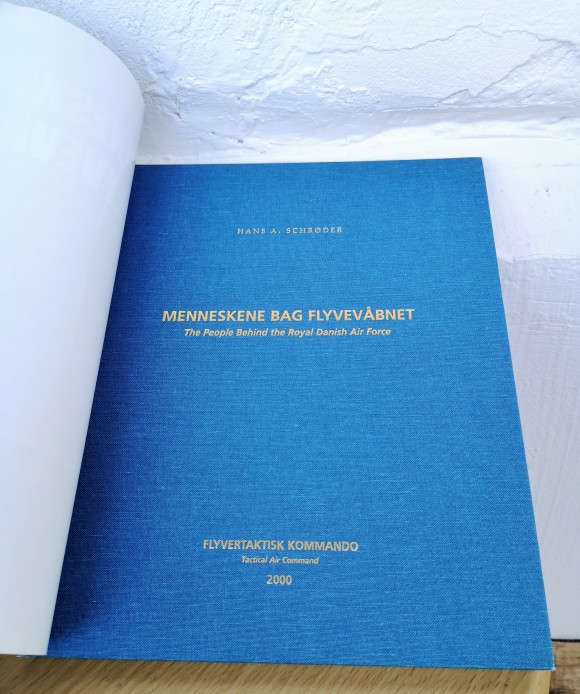 HANS A. SCHRØDER
MENNESKENE BAG FLYVEVÅBNET
The People Behind the Royal Danish Air Force
FLYVERTAKTISK KOMMANDO
Tactical Air Command
2000